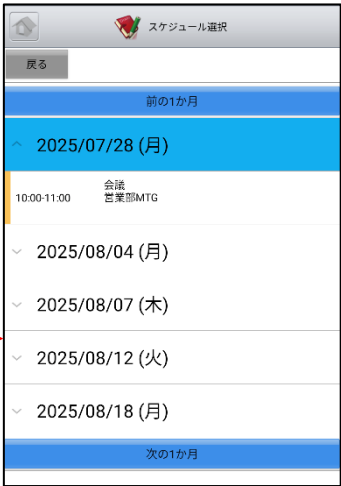 スケジュール選択
戻る
前の1か月
2025/07/28 (月)
会議
10:00-11:00 営業部MTG
2025/08/04 (月)
2025/08/07 (木)
2025/08/12 (火)
2025/08/18 (月)
次の1か月